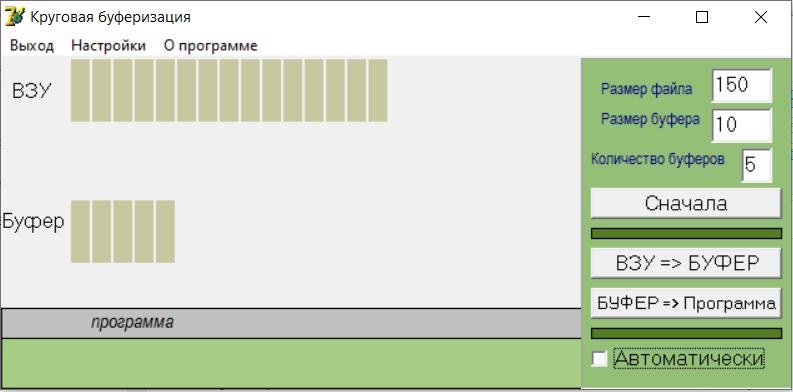 Круговая буферизация
Выход Настройки О программе
ВЗУ
Размер файла 150
Размер буфера 10
Количество буферов 5
Сначала
Буфер
ВЗУ => БУФЕР
БУФЕР => Программа
программа
Автоматически